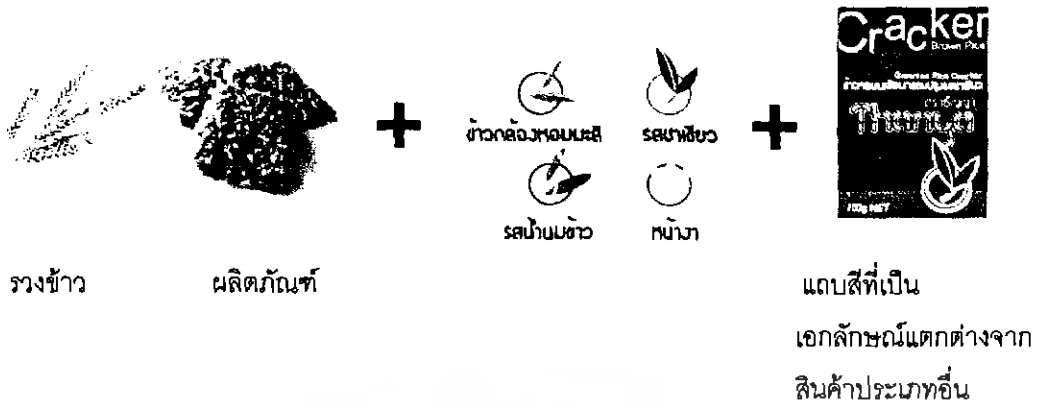 ข้าวกล้องหอมมะลิ
รสชาเขียว
รสน้ำนมข้าว
หน้างา
Cracker
Brown Rice
รวงข้าว
ผลิตภัณฑ์
แถบสีที่เป็น
เอกลักษณ์แตกต่างจาก
สินค้าประเภทอื่น